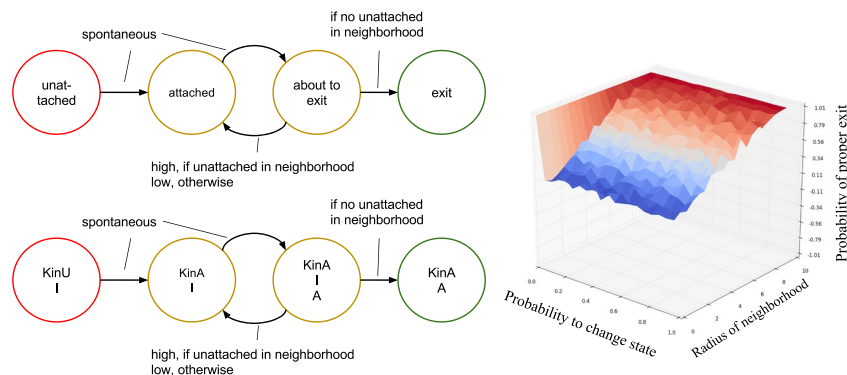 spontaneous
if no unattached
in neighborhood
unat-
tached
attached
about to
exit
exit
high, if unattached in neighborhood
low, otherwise
spontaneous
if no unattached
in neighborhood
KinU
I
KinA
I
KinA
I
A
KinA
A
high, if unattached in neighborhood
low, otherwise
1.01
0.79
0.56
0.34
0.11
-0.11
-0.34
-0.56
-0.79
-1.01
Probability of proper exit
0.0
0.2
0.4
0.6
0.8
1.0
Probability to change state
0
2
4
6
8
10
Radius of neighborhood